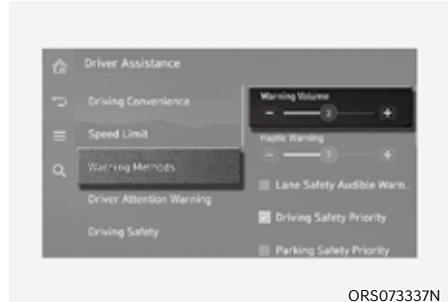 Driver Assistance
Driving Convenience
Speed Limit
Warning Methods
Driver Attention Warning
Driving Safety
Warning Volume
2
Haptic Warning
Lane Safety Audible Warn..
Driving Safety Priority
Parking Safety Priority
ORS073337N